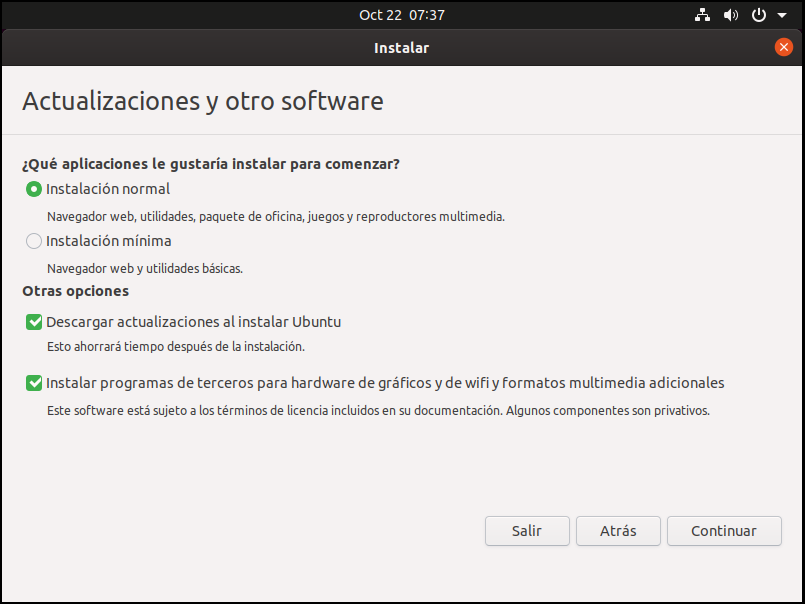 Oct 22 07:37
Instalar
Actualizaciones y otro software
¿Qué aplicaciones le gustaría instalar para comenzar?
Instalación normal
Navegador web, utilidades, paquete de oficina, juegos y reproductores multimedia.
Instalación mínima
Navegador web y utilidades básicas.
Otras opciones
Descargar actualizaciones al instalar Ubuntu
Esto ahorrará tiempo después de la instalación.
Instalar programas de terceros para hardware de gráficos y de wifi y formatos multimedia adicionales
Este software está sujeto a los términos de licencia incluidos en su documentación. Algunos componentes son privativos.
Salir Atrás Continuar